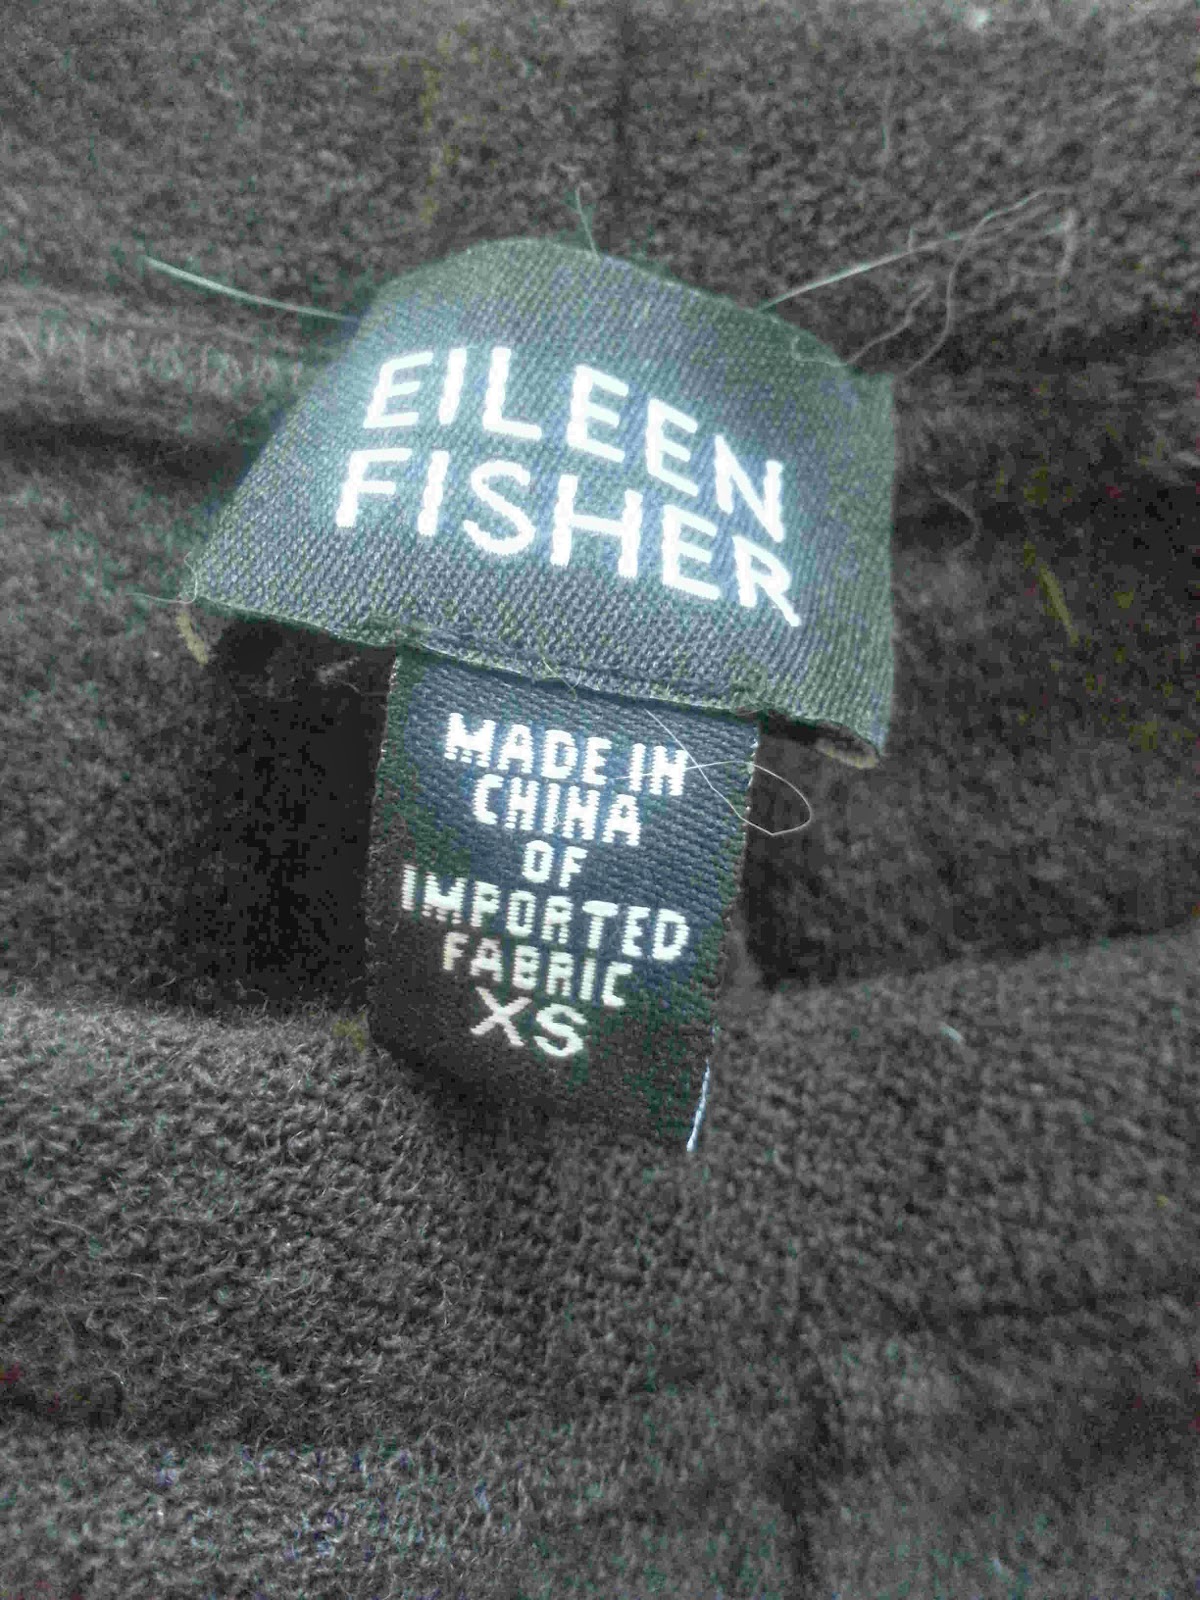 EILEEN
FISHER
MADE IN
CHINA
OF
IMPORTED
FABRIC
XS